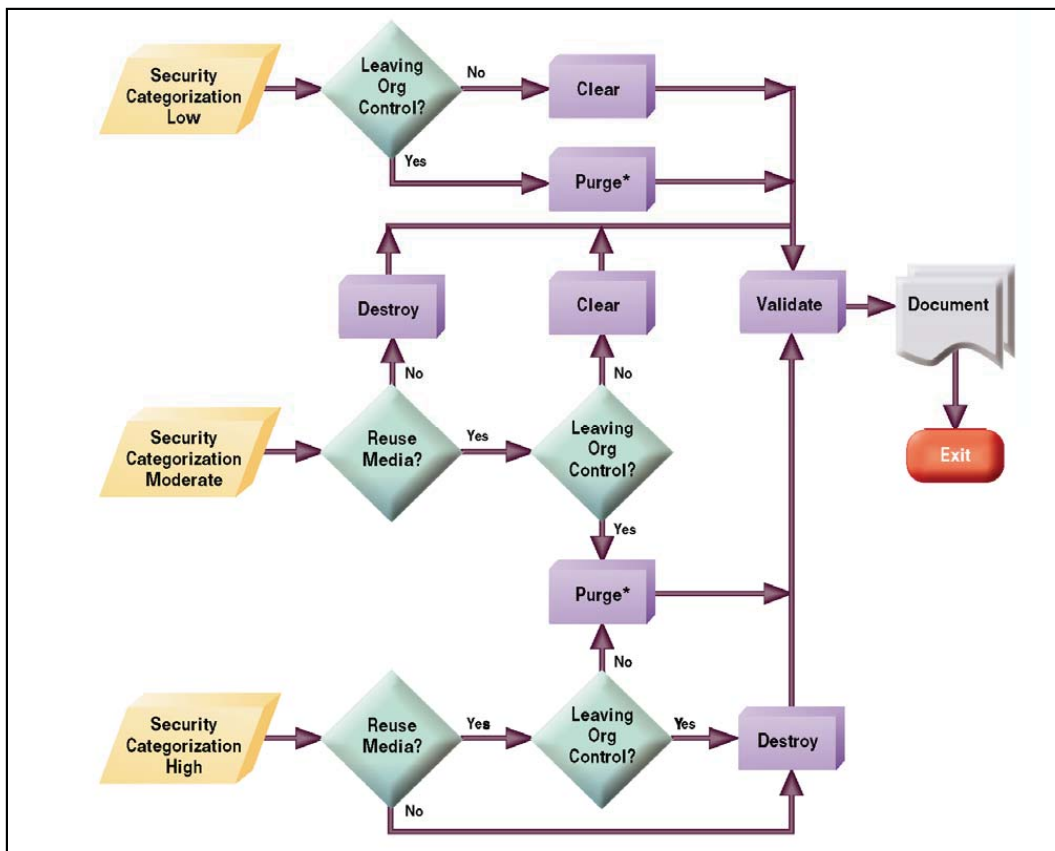 Security
Categorization
Low
Leaving
Org
Control?
No
Clear
Yes
Purge*
Destroy
Clear
Validate
Document
No
No
Security
Categorization
Moderate
Reuse
Media?
Yes
Leaving
Org
Control?
Exit
Yes
Purge*
No
Security
Categorization
High
Reuse
Media?
Yes
Leaving
Org
Control?
Yes
Destroy
No